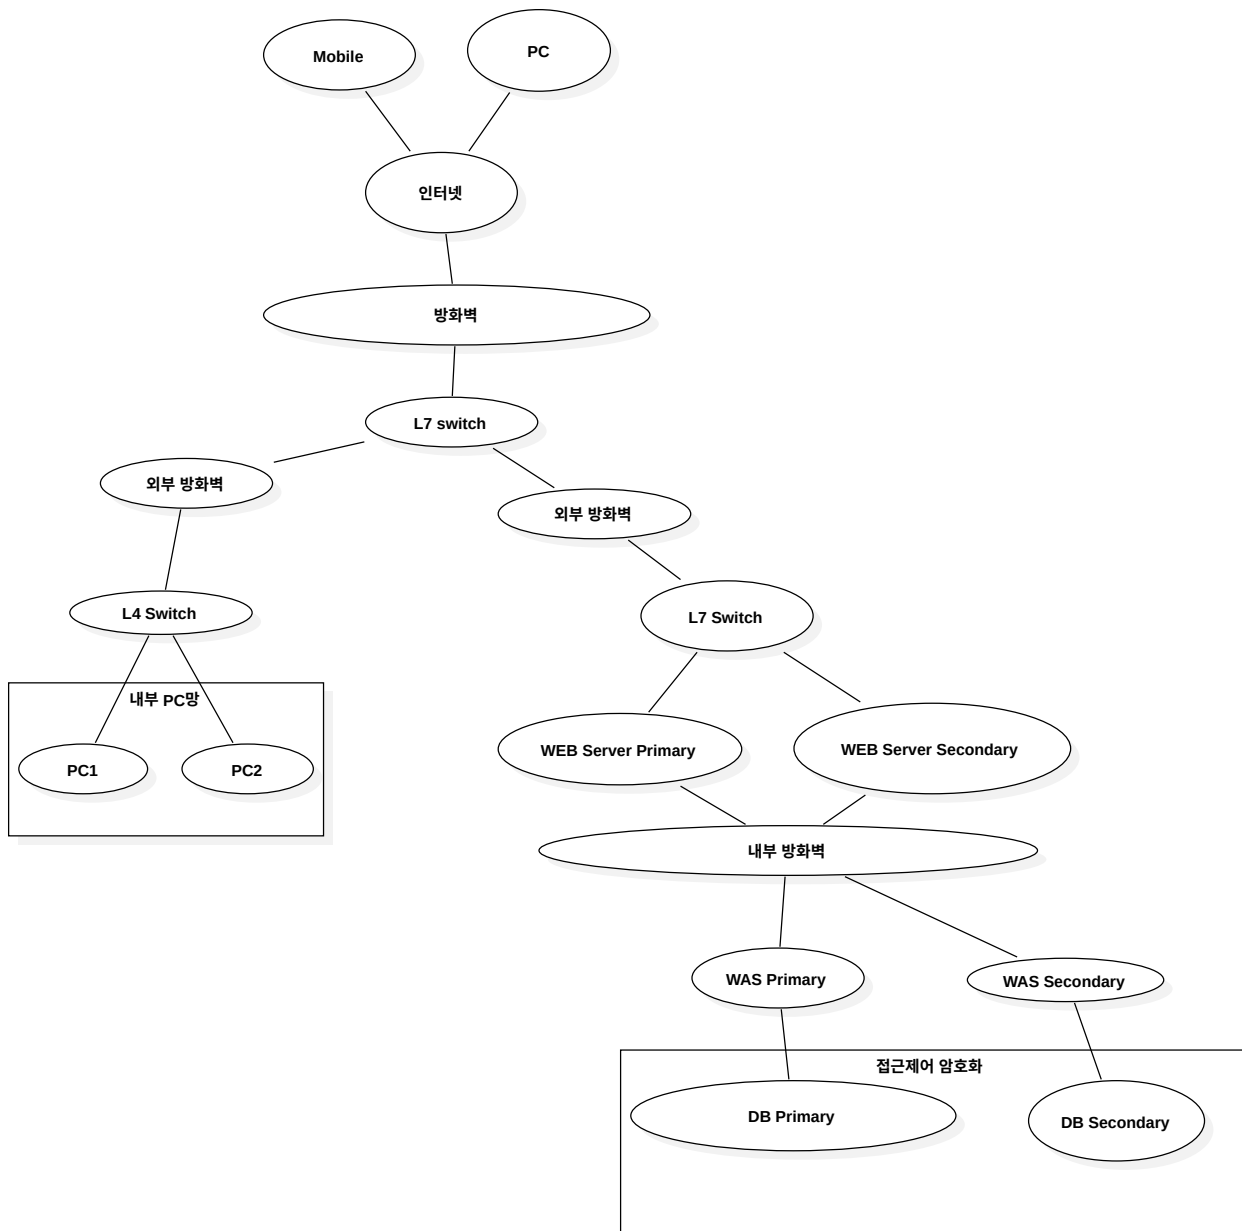 Mobile
PC
인터넷
방화벽
L7 switch
외부 방화벽
외부 방화벽
L4 Switch
L7 Switch
내부 PC망
PC1
PC2
WEB Server Primary
WEB Server Secondary
내부 방화벽
WAS Primary
WAS Secondary
접근제어 암호화
DB Primary
DB Secondary